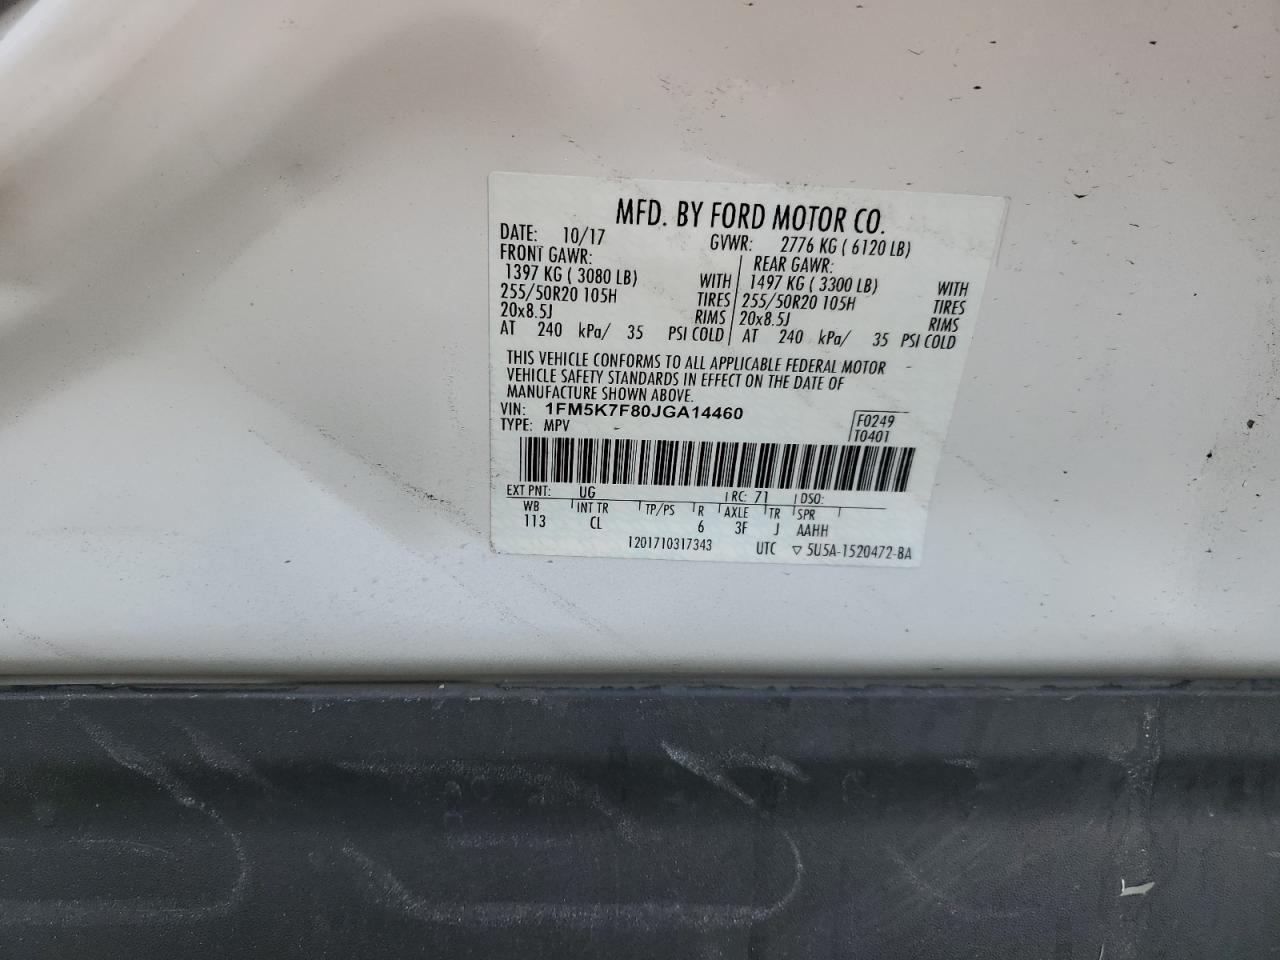 MFD. BY FORD MOTOR CO.
DATE: 10/17 GVWR: 2776 KG ( 6120 LB)
FRONT GAWR: REAR GAWR:
1397 KG ( 3080 LB) WITH 1497 KG ( 3300 LB) WITH
255/50R20 105H TIRES 255/50R20 105H TIRES
20x8.5J RIMS 20x8.5J RIMS
AT 240 kPa/ 35 PSI COLD AT 240 kPa/ 35 PSI COLD
THIS VEHICLE CONFORMS TO ALL APPLICABLE FEDERAL MOTOR
VEHICLE SAFETY STANDARDS IN EFFECT ON THE DATE OF
MANUFACTURE SHOWN ABOVE.
VIN: 1FM5K7F80JGA14460 F0249
TYPE: MPV T0401
EXT PNT: UG RC: 71 DSO:
WB INT TR TP/PS R AXLE TR SPR
113 CL 6 3F J AAHH
1201710317343 UTC ▽ 5U5A-1520472-BA